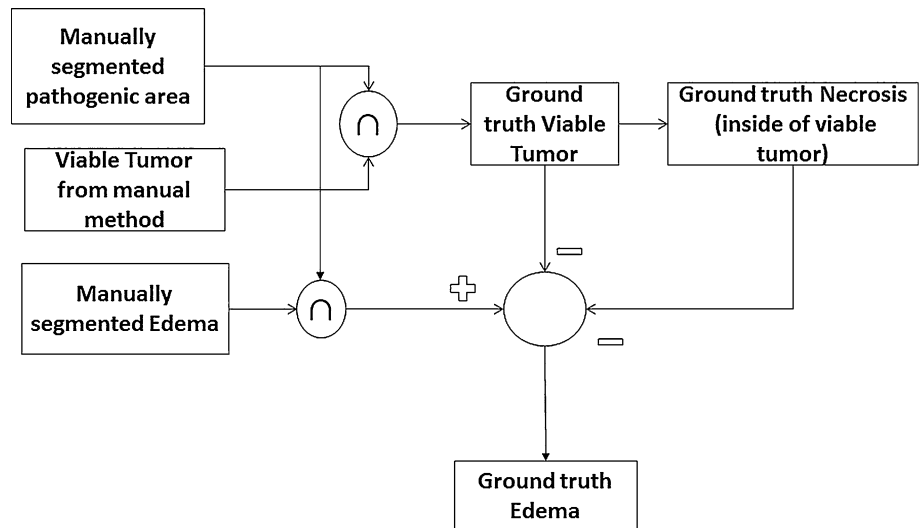 Manually
segmented
pathogenic area
∩
Ground
truth Viable
Tumor
Ground truth Necrosis
(inside of viable
tumor)
Viable Tumor
from manual
method
Manually
segmented Edema
∩
+
−
−
Ground truth
Edema